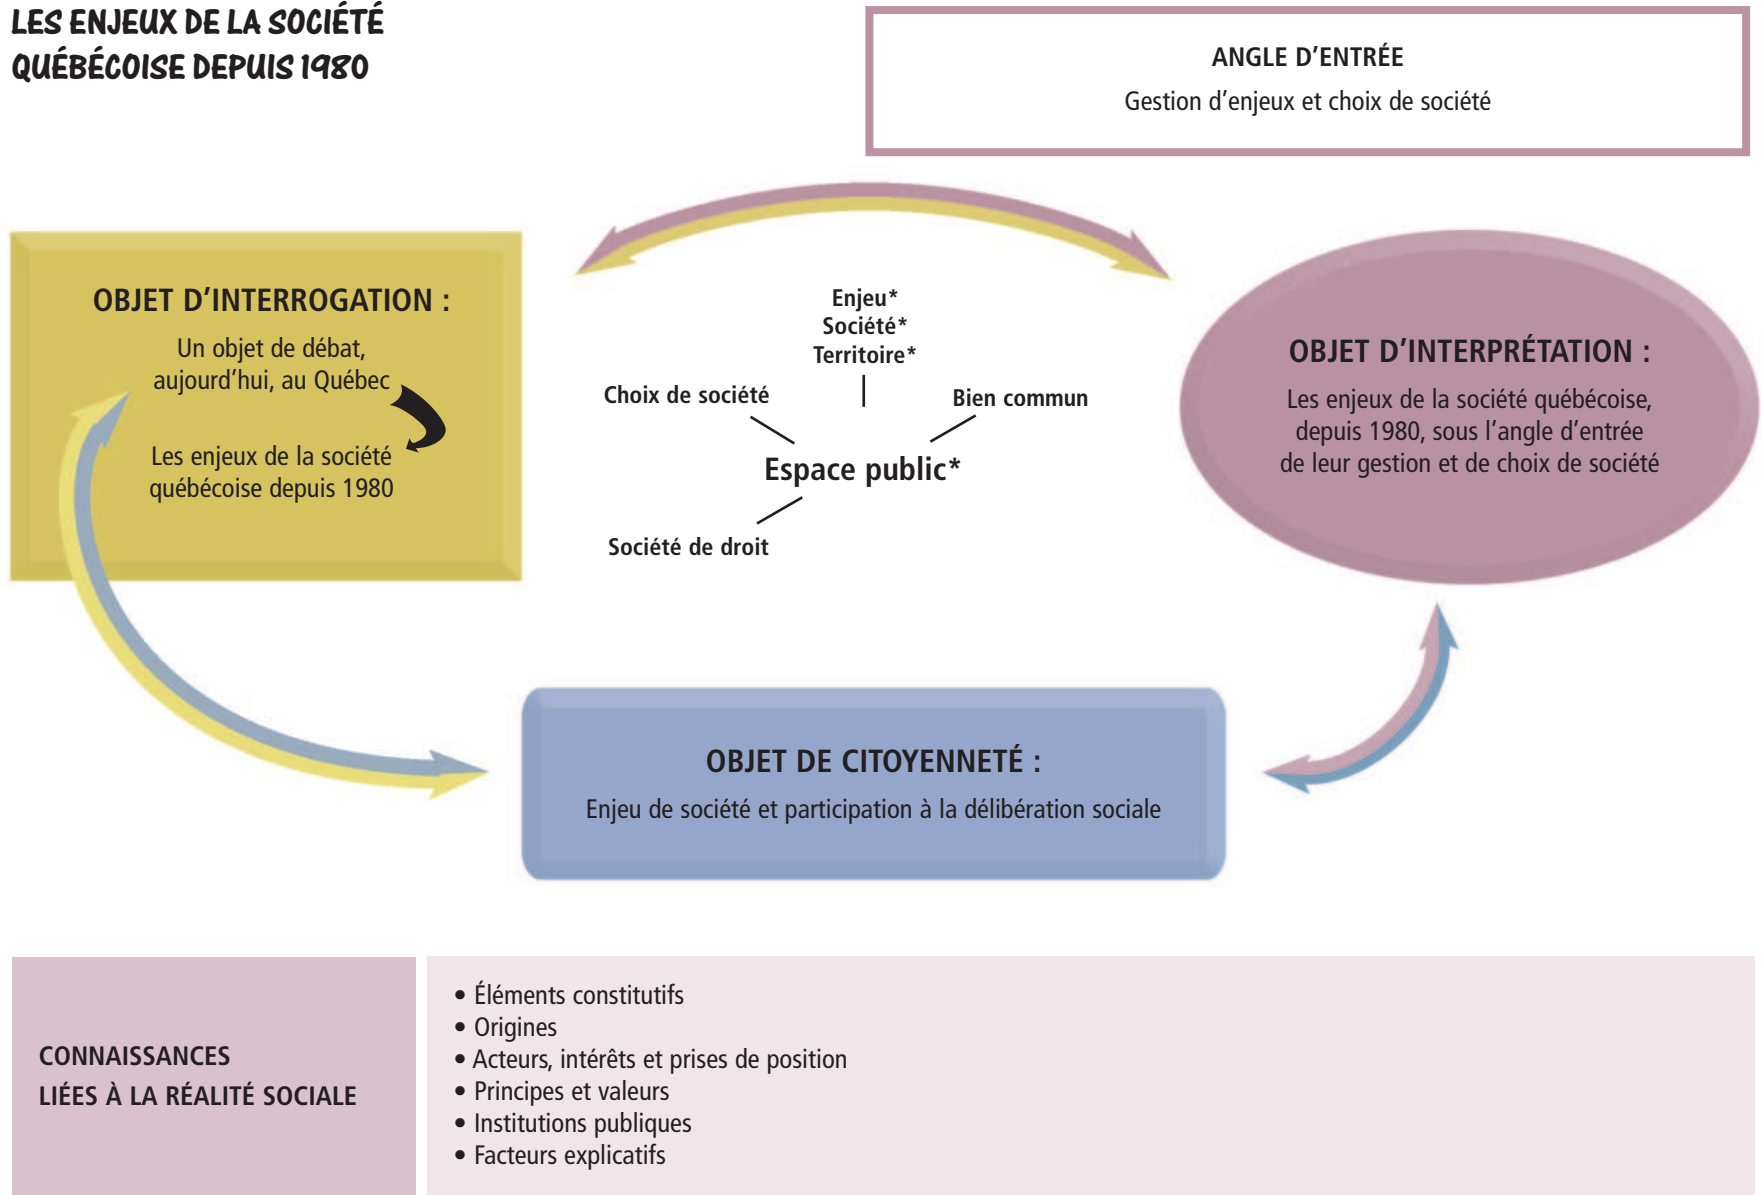 LES ENJEUX DE LA SOCIÉTÉ
QUÉBÉCOISE DEPUIS 1980
ANGLE D'ENTRÉE
Gestion d'enjeux et choix de société
OBJET D'INTERROGATION :
Un objet de débat,
aujourd'hui, au Québec
Les enjeux de la société
québécoise depuis 1980
Enjeu*
Société*
Territoire*
Choix de société
Bien commun
Espace public*
Société de droit
OBJET D'INTERPRÉTATION :
Les enjeux de la société québécoise,
depuis 1980, sous l'angle d'entrée
de leur gestion et de choix de société
OBJET DE CITOYENNETÉ :
Enjeu de société et participation à la délibération sociale
CONNAISSANCES
LIÉES À LA RÉALITÉ SOCIALE
• Éléments constitutifs
• Origines
• Acteurs, intérêts et prises de position
• Principes et valeurs
• Institutions publiques
• Facteurs explicatifs